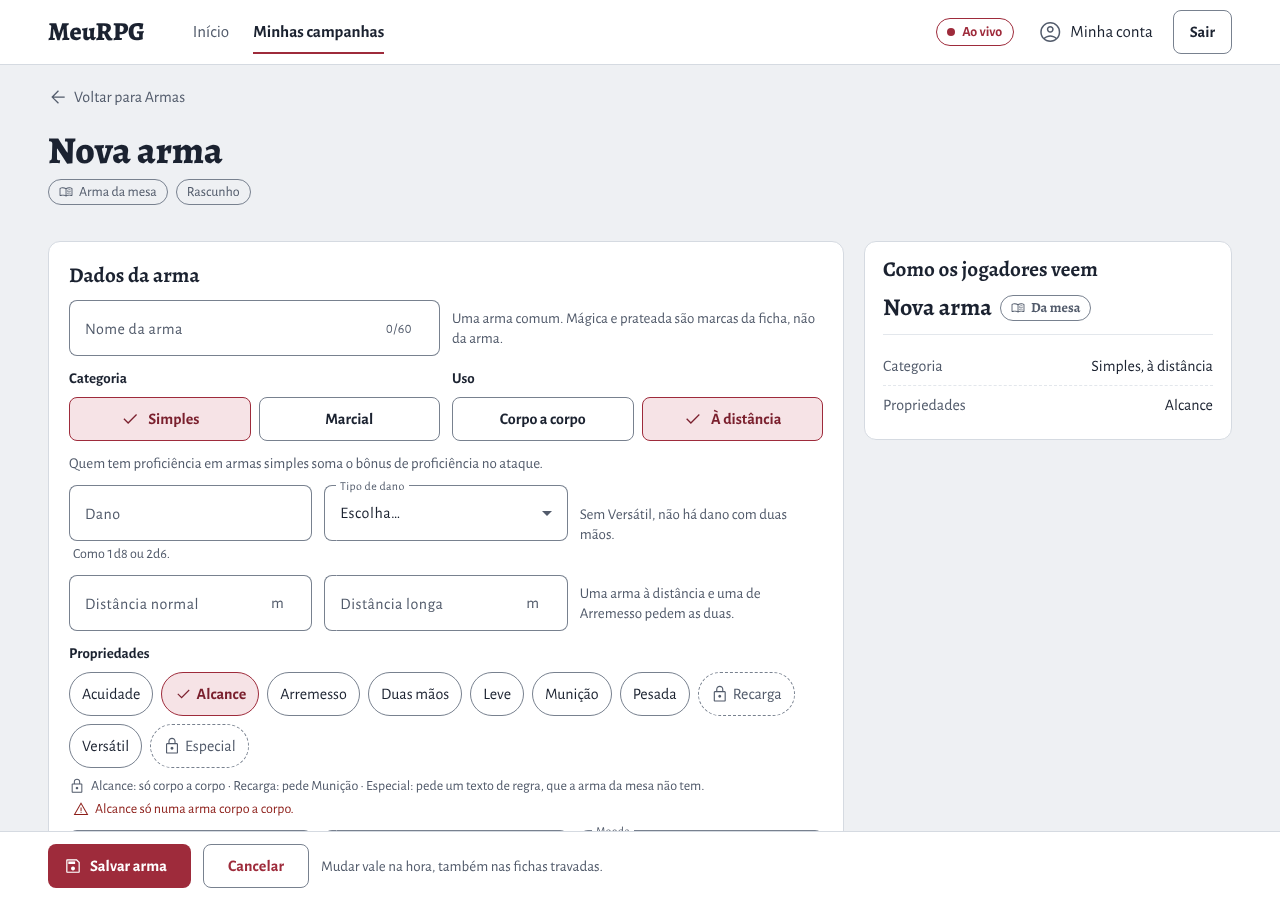 MeuRPG
Início
Minhas campanhas
Ao vivo
Minha conta
Sair
Voltar para Armas
Nova arma
Arma da mesa
Rascunho
Dados da arma
Nome da arma
0/60
Uma arma comum. Mágica e prateada são marcas da ficha, não
da arma.
Categoria
Uso
Simples
Marcial
Corpo a corpo
À distância
Quem tem proficiência em armas simples soma o bônus de proficiência no ataque.
Dano
Tipo de dano
Escolha...
Sem Versátil, não há dano com duas
mãos.
Como 1d8 ou 2d6.
Distância normal
m
Distância longa
m
Uma arma à distância e uma de
Arremesso pedem as duas.
Propriedades
Acuidade
Alcance
Arremesso
Duas mãos
Leve
Munição
Pesada
Recarga
Versátil
Especial
Alcance: só corpo a corpo · Recarga: pede Munição · Especial: pede um texto de regra, que a arma da mesa não tem.
Alcance só numa arma corpo a corpo.
Como os jogadores veem
Nova arma
Da mesa
Categoria
Simples, à distância
Propriedades
Alcance
Salvar arma
Cancelar
Mudar vale na hora, também nas fichas travadas.